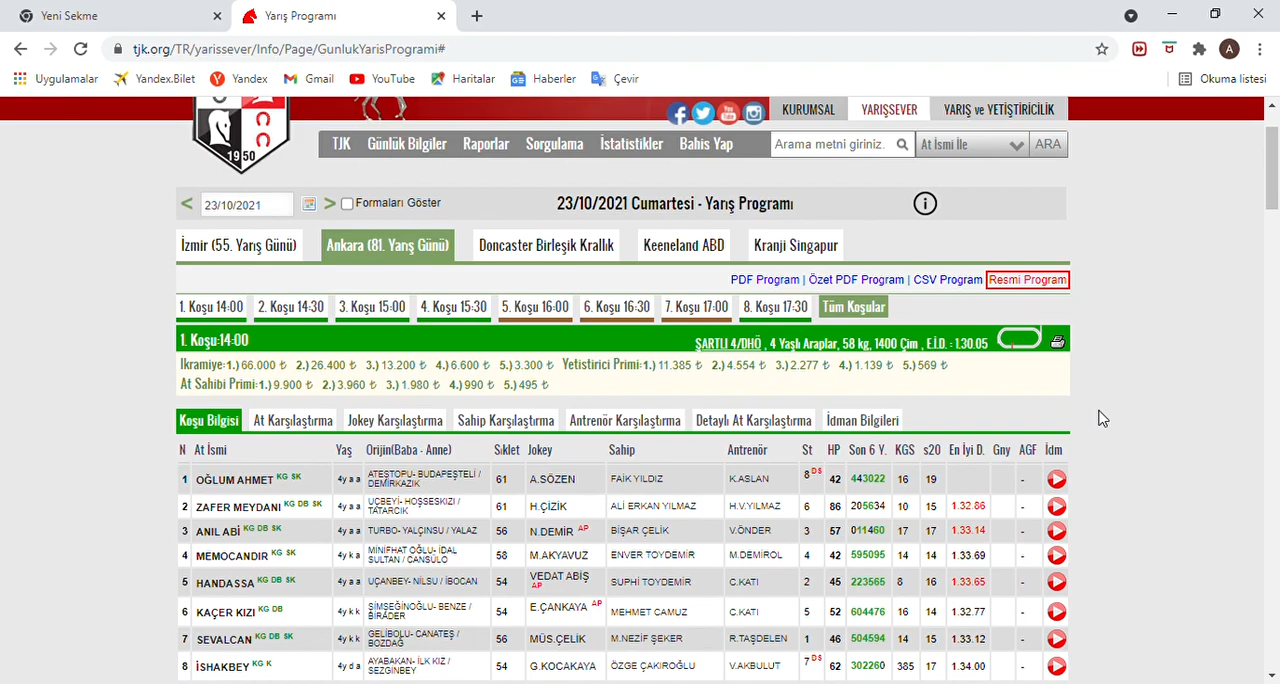 Yeni Sekme
Yarış Programı
tjk.org/TR/yarissever/Info/Page/GunlukYarisProgrami#
A
Uygulamalar Yandex.Bilet Yandex Gmail YouTube Haritalar Haberler Çevir Okuma listesi
C C
1950
KURUMSAL YARIŞSEVER YARIŞ ve YETİŞTİRİCİLİK
TJK Günlük Bilgiler Raporlar Sorgulama İstatistikler Bahis Yap Arama metni giriniz. At İsmi İle ARA
< 23/10/2021 > Formaları Göster 23/10/2021 Cumartesi - Yarış Programı
İzmir (55. Yarış Günü) Ankara (81. Yarış Günü) Doncaster Birleşik Krallık Keeneland ABD Kranji Singapur
PDF Program | Özet PDF Program | CSV Program Resmi Program
1. Koşu 14:00 2. Koşu 14:30 3. Koşu 15:00 4. Koşu 15:30 5. Koşu 16:00 6. Koşu 16:30 7. Koşu 17:00 8. Koşu 17:30 Tüm Koşular
1. Koşu:14:00 ŞARTLI 4/DHÖ , 4 Yaşlı Araplar, 58 kg, 1400 Çim , E.İ.D. : 1.30.05
Ikramiye:1.) 66.000 ₺ 2.) 26.400 ₺ 3.) 13.200 ₺ 4.) 6.600 ₺ 5.) 3.300 ₺ Yetistirici Primi:1.) 11.385 ₺ 2.) 4.554 ₺ 3.) 2.277 ₺ 4.) 1.139 ₺ 5.) 569 ₺
At Sahibi Primi:1.) 9.900 ₺ 2.) 3.960 ₺ 3.) 1.980 ₺ 4.) 990 ₺ 5.) 495 ₺
Koşu Bilgisi At Karşılaştırma Jokey Karşılaştırma Sahip Karşılaştırma Antrenör Karşılaştırma Detaylı At Karşılaştırma İdman Bilgileri
N At İsmi Yaş Orijin(Baba - Anne) Sıklet Jokey Sahip Antrenör St HP Son 6 Y. KGS s20 En İyi D. Gny AGF İdm
1 OĞLUM AHMET KG SK 4y a a ATEŞTOPU- BUDAPEŞTELİ / DEMİRKAZIK 61 A.SÖZEN FAİK YILDIZ K.ASLAN 8 DS 42 443022 16 19 -
2 ZAFER MEYDANI KG DB SK 4y a a ÜÇBEYİ- HOŞSESKIZI / TATARCIK 61 H.ÇİZİK ALİ ERKAN YILMAZ H.V.YILMAZ 6 86 205634 10 15 1.32.86 -
3 ANIL ABİ KG DB SK 4y a a TURBO- YALÇINSU / YALAZ 56 N.DEMİR AP BİŞAR ÇELİK V.ÖNDER 3 57 011460 17 17 1.33.14 -
4 MEMOCANDIR KG SK 4y k a MİNİFHAT OĞLU- İDAL SULTAN / CANSULO 58 M.AKYAVUZ ENVER TOYDEMİR M.DEMİROL 4 42 595095 14 14 1.33.69 -
5 HANDASSA KG DB SK 4y a a UÇANBEY- NİLSU / İBOCAN 54 VEDAT ABİŞ AP SUPHİ TOYDEMİR C.KATI 2 45 223565 8 16 1.33.65 -
6 KAÇER KIZI KG DB 4y k k ŞİMŞEĞİNOĞLU- BENZE / BİRADER 54 E.ÇANKAYA AP MEHMET CAMUZ C.KATI 5 52 604476 16 14 1.32.77 -
7 SEVALCAN KG DB SK 4y k k GELİBOLU- CANATEŞ / BOZDAĞ 56 MÜS.ÇELİK M.NEZİF ŞEKER R.TAŞDELEN 1 46 504594 14 15 1.33.12 -
8 İSHAKBEY KG K 4y d a AYABAKAN- İLK KIZ / SEZGİNBEY 54 G.KOCAKAYA ÖZGE ÇAKIROĞLU V.AKBULUT 7 DS 62 302260 385 17 1.34.00 -